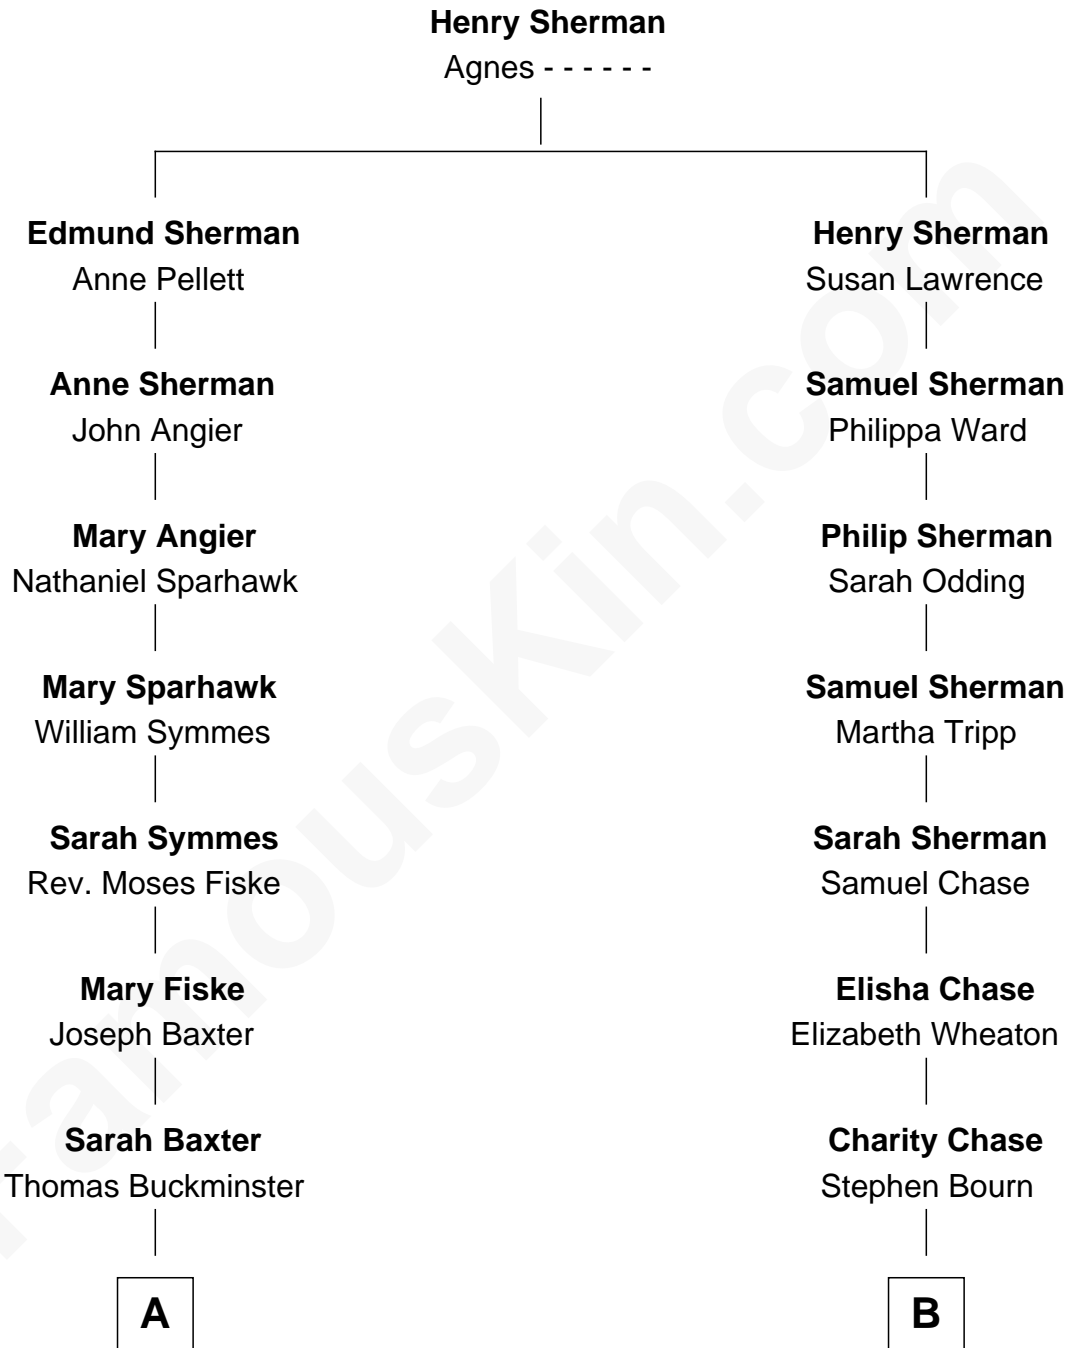 Henry Sherman
Agnes - - - - - -
Edmund Sherman
Anne Pellett
Henry Sherman
Susan Lawrence
Anne Sherman
John Angier
Samuel Sherman
Philippa Ward
Mary Angier
Nathaniel Sparhawk
Philip Sherman
Sarah Odding
Mary Sparhawk
William Symmes
Samuel Sherman
Martha Tripp
Sarah Symmes
Rev. Moses Fiske
Sarah Sherman
Samuel Chase
Mary Fiske
Joseph Baxter
Elisha Chase
Elizabeth Wheaton
Sarah Baxter
Thomas Buckminster
Charity Chase
Stephen Bourn
A
B
FamousKin.com